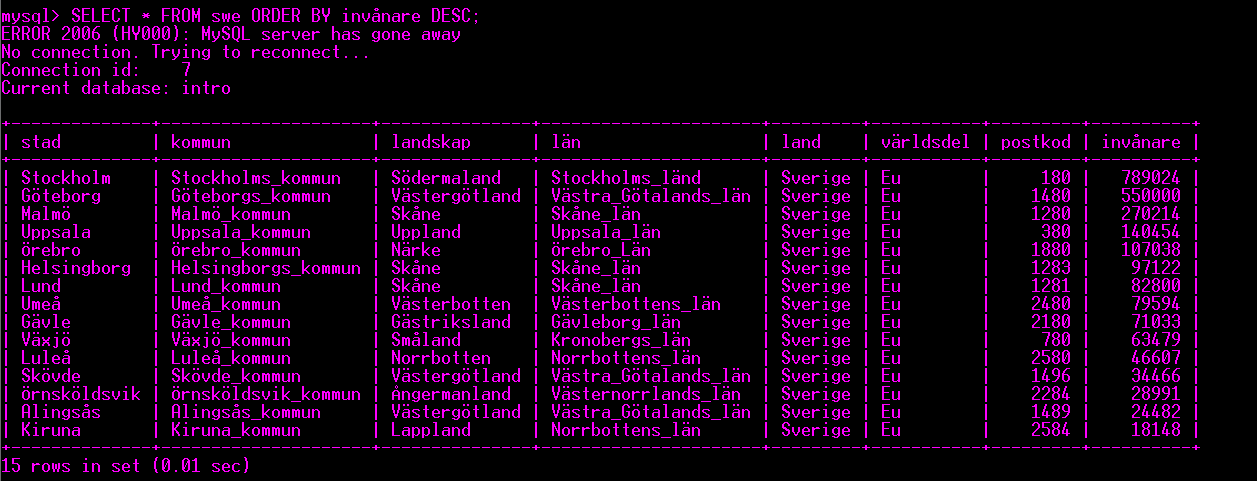 mysql> SELECT * FROM swe ORDER BY invånare DESC;
ERROR 2006 (HY000): MySQL server has gone away
No connection. Trying to reconnect...
Connection id:    7
Current database: intro
| stad | kommun | landskap | län | land | världsdel | postkod | invånare |
| Stockholm | Stockholms_kommun | Södermaland | Stockholms_länd | Sverige | Eu | 180 | 789024 |
| Göteborg | Göteborgs_kommun | Västergötland | Västra_Götalands_län | Sverige | Eu | 1480 | 550000 |
| Malmö | Malmö_kommun | Skåne | Skåne_län | Sverige | Eu | 1280 | 270214 |
| Uppsala | Uppsala_kommun | Uppland | Uppsala_län | Sverige | Eu | 380 | 140454 |
| örebro | örebro_kommun | Närke | örebro_Län | Sverige | Eu | 1880 | 107038 |
| Helsingborg | Helsingborgs_kommun | Skåne | Skåne_län | Sverige | Eu | 1283 | 97122 |
| Lund | Lund_kommun | Skåne | Skåne_län | Sverige | Eu | 1281 | 82800 |
| Umeå | Umeå_kommun | Västerbotten | Västerbottens_län | Sverige | Eu | 2480 | 79594 |
| Gävle | Gävle_kommun | Gästriksland | Gävleborg_län | Sverige | Eu | 2180 | 71033 |
| Växjö | Växjö_kommun | Småland | Kronobergs_län | Sverige | Eu | 780 | 63479 |
| Luleå | Luleå_kommun | Norrbotten | Norrbottens_län | Sverige | Eu | 2580 | 46607 |
| Skövde | Skövde_kommun | Västergötland | Västra_Götalands_län | Sverige | Eu | 1496 | 34466 |
| örnsköldsvik | örnsköldsvik_kommun | Ångermanland | Västernorrlands_län | Sverige | Eu | 2284 | 28991 |
| Alingsås | Alingsås_kommun | Västergötland | Västra_Götalands_län | Sverige | Eu | 1489 | 24482 |
| Kiruna | Kiruna_kommun | Lappland | Norrbottens_län | Sverige | Eu | 2584 | 18148 |
15 rows in set (0.01 sec)